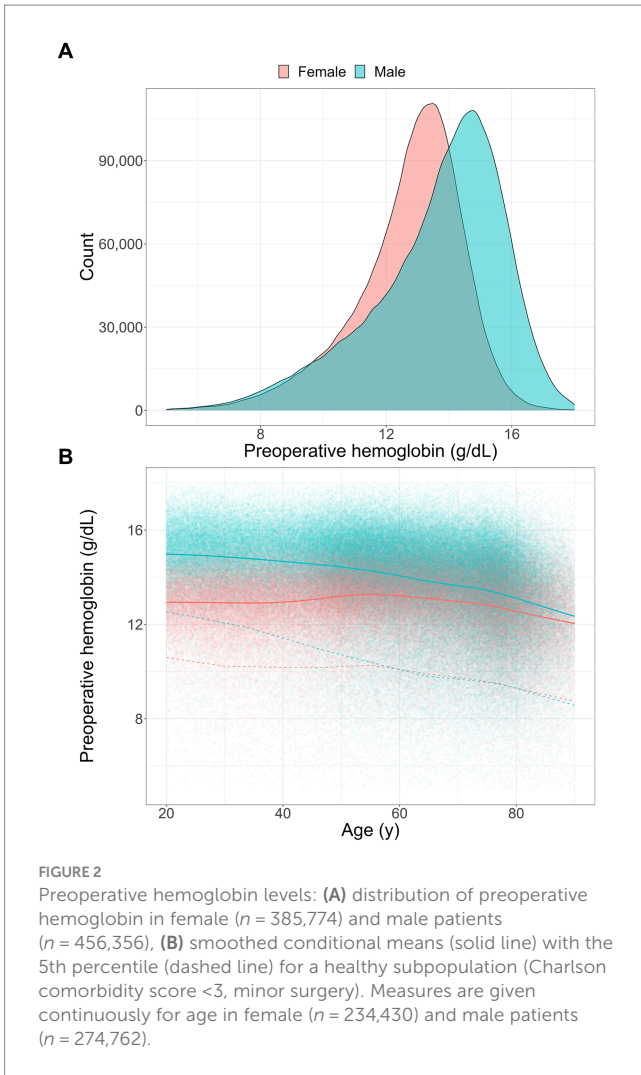 A
Female Male
90,000
60,000
30,000
0
Count
8 12 16
Preoperative hemoglobin (g/dL)
B
16
12
8
Preoperative hemoglobin (g/dL)
20 40 60 80
Age (y)
FIGURE 2
Preoperative hemoglobin levels: (A) distribution of preoperative
hemoglobin in female (n = 385,774) and male patients
(n = 456,356), (B) smoothed conditional means (solid line) with the
5th percentile (dashed line) for a healthy subpopulation (Charlson
comorbidity score <3, minor surgery). Measures are given
continuously for age in female (n = 234,430) and male patients
(n = 274,762).